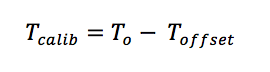 T_calib = T_o − T_offset